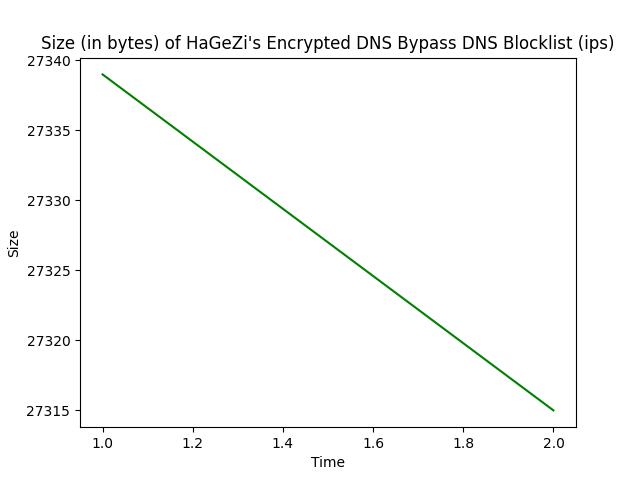 Size (in bytes) of HaGeZi's Encrypted DNS Bypass DNS Blocklist (ips)
27340
27335
27330
27325
27320
27315
Size
1.0 1.2 1.4 1.6 1.8 2.0
Time